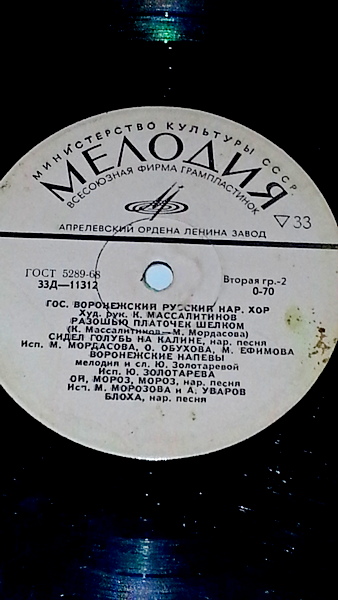 МИНИСТЕРСТВО КУЛЬТУРЫ СССР
МЕЛОДИЯ
ВСЕСОЮЗНАЯ ФИРМА ГРАМПЛАСТИНОК
▽33
АПРЕЛЕВСКИЙ ОРДЕНА ЛЕНИНА ЗАВОД
ГОСТ 5289-68
33Д—11312
Вторая гр.-2
0-70
ГОС. ВОРОНЕЖСКИЙ РУССКИЙ НАР. ХОР
Худ. рук. К. МАССАЛИТИНОВ
РАЗОШЬЮ ПЛАТОЧЕК ШЕЛКОМ
(К. Массалитинов—М. Мордасова)
СИДЕЛ ГОЛУБЬ НА КАЛИНЕ, нар. песня
Исп. М. МОРДАСОВА, О. ОБУХОВА, М. ЕФИМОВА
ВОРОНЕЖСКИЕ НАПЕВЫ
мелодия и сл. Ю. Золотаревой
Исп. Ю. ЗОЛОТАРЕВА
ОЙ, МОРОЗ, МОРОЗ, нар. песня
Исп. М. МОРОЗОВА и А. УВАРОВ
БЛОХА, нар. песня